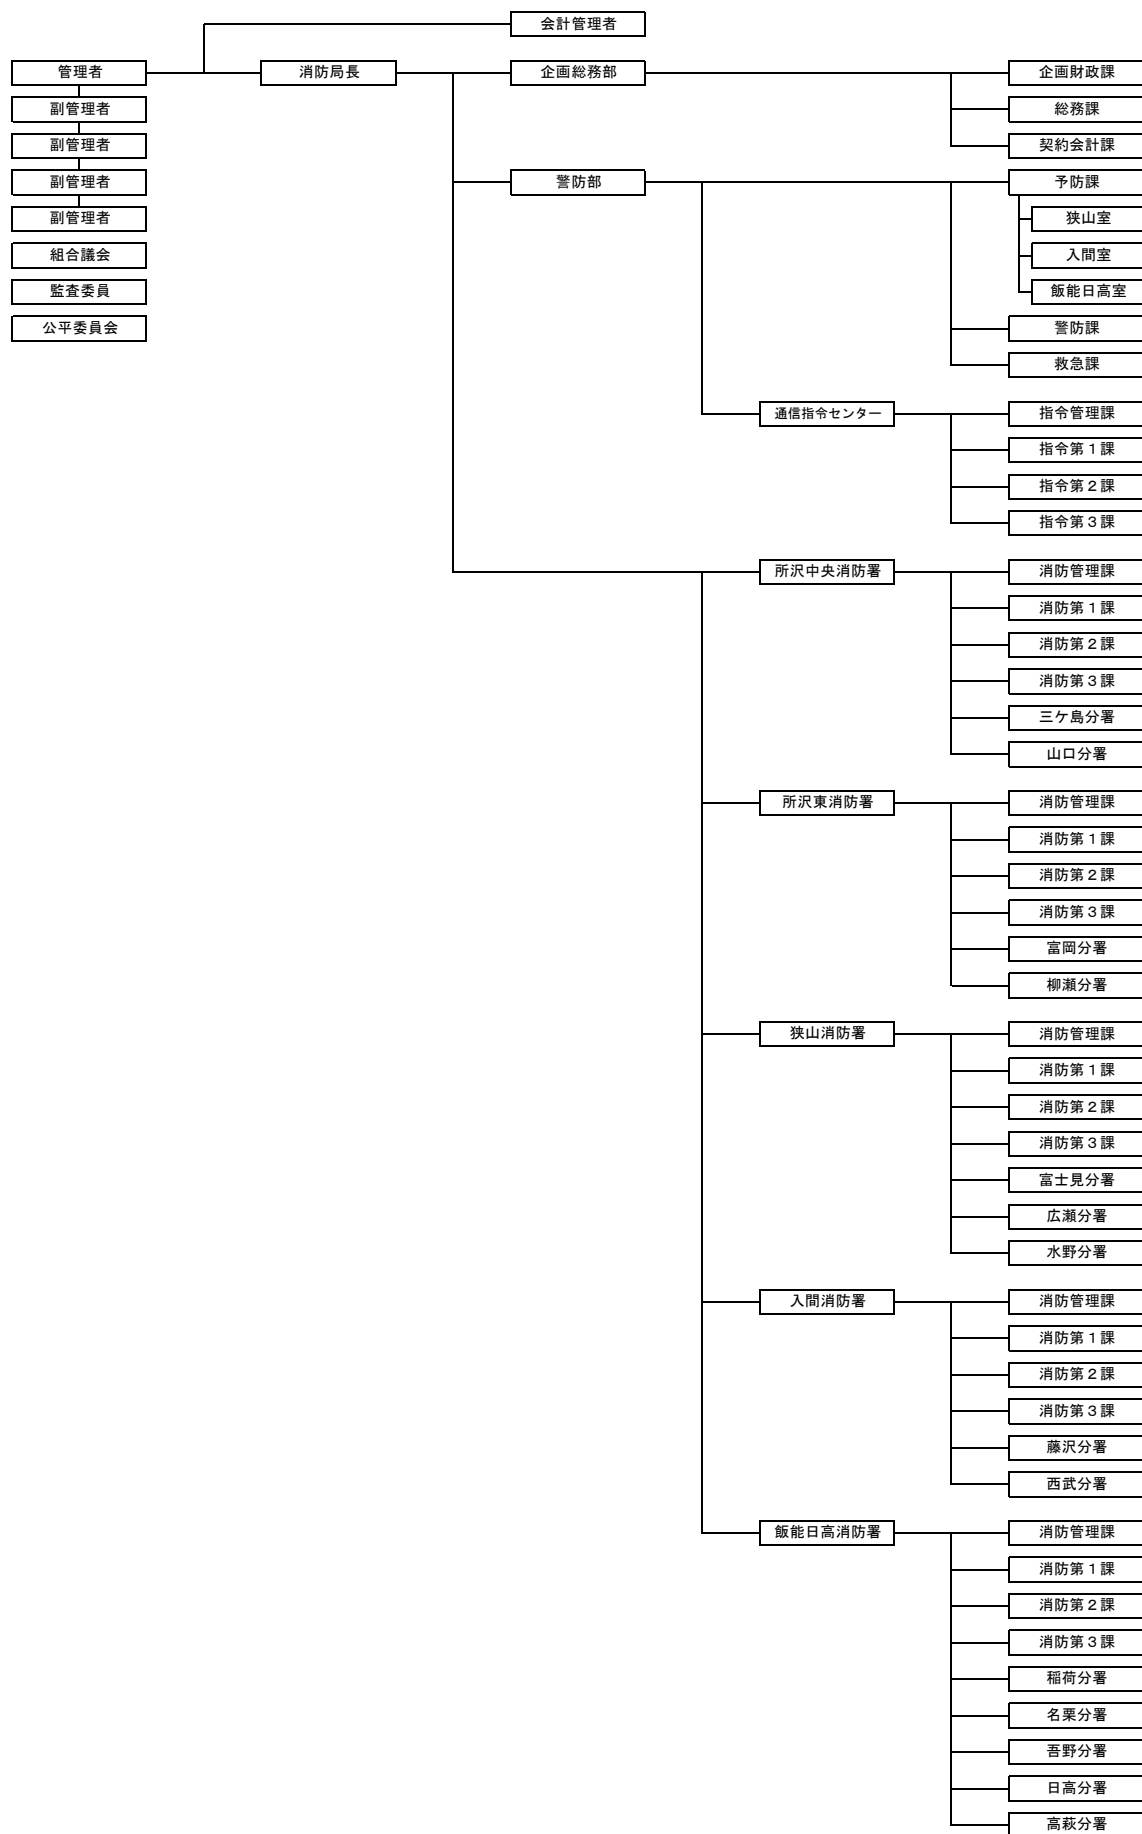 会計管理者
管理者
消防局長
企画総務部
企画財政課
副管理者
総務課
副管理者
契約会計課
副管理者
警防部
予防課
副管理者
狭山室
組合議会
入間室
監査委員
飯能日高室
公平委員会
警防課
救急課
通信指令センター
指令管理課
指令第1課
指令第2課
指令第3課
所沢中央消防署
消防管理課
消防第1課
消防第2課
消防第3課
三ケ島分署
山口分署
所沢東消防署
消防管理課
消防第1課
消防第2課
消防第3課
富岡分署
柳瀬分署
狭山消防署
消防管理課
消防第1課
消防第2課
消防第3課
富士見分署
広瀬分署
水野分署
入間消防署
消防管理課
消防第1課
消防第2課
消防第3課
藤沢分署
西武分署
飯能日高消防署
消防管理課
消防第1課
消防第2課
消防第3課
稲荷分署
名栗分署
吾野分署
日高分署
高萩分署